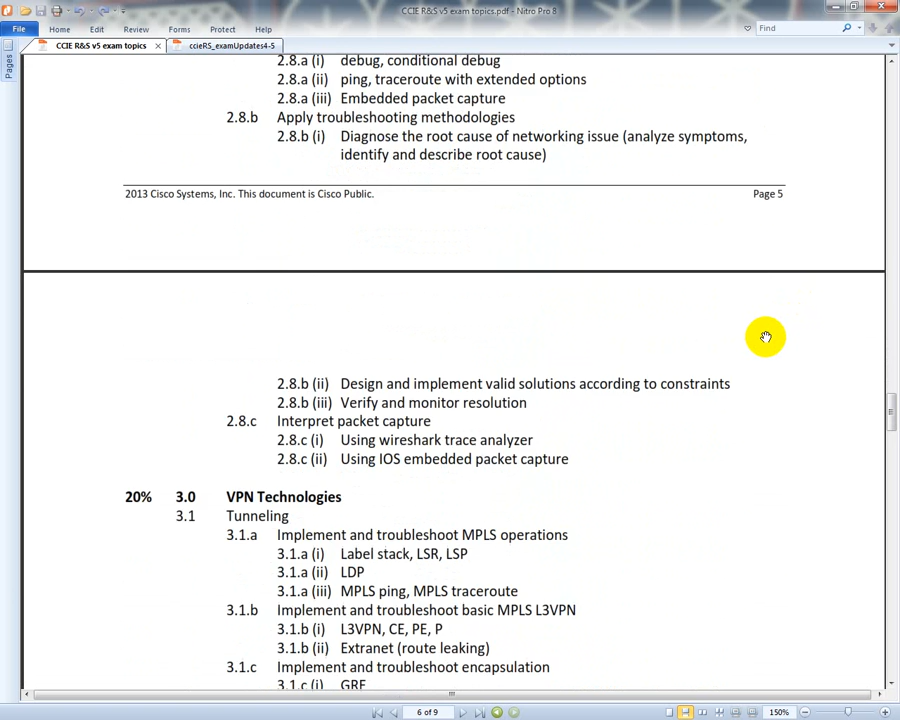 CCIE R&S v5 exam topics.pdf - Nitro Pro 8
File Home Edit Review Forms Protect Help Find
CCIE R&S v5 exam topics ccieRS_examUpdates4-5
Pages
2.8.a (i) debug, conditional debug
2.8.a (ii) ping, traceroute with extended options
2.8.a (iii) Embedded packet capture
2.8.b Apply troubleshooting methodologies
2.8.b (i) Diagnose the root cause of networking issue (analyze symptoms,
identify and describe root cause)
2013 Cisco Systems, Inc. This document is Cisco Public. Page 5
2.8.b (ii) Design and implement valid solutions according to constraints
2.8.b (iii) Verify and monitor resolution
2.8.c Interpret packet capture
2.8.c (i) Using wireshark trace analyzer
2.8.c (ii) Using IOS embedded packet capture
20% 3.0 VPN Technologies
3.1 Tunneling
3.1.a Implement and troubleshoot MPLS operations
3.1.a (i) Label stack, LSR, LSP
3.1.a (ii) LDP
3.1.a (iii) MPLS ping, MPLS traceroute
3.1.b Implement and troubleshoot basic MPLS L3VPN
3.1.b (i) L3VPN, CE, PE, P
3.1.b (ii) Extranet (route leaking)
3.1.c Implement and troubleshoot encapsulation
3.1.c (i) GRE
6 of 9 150%